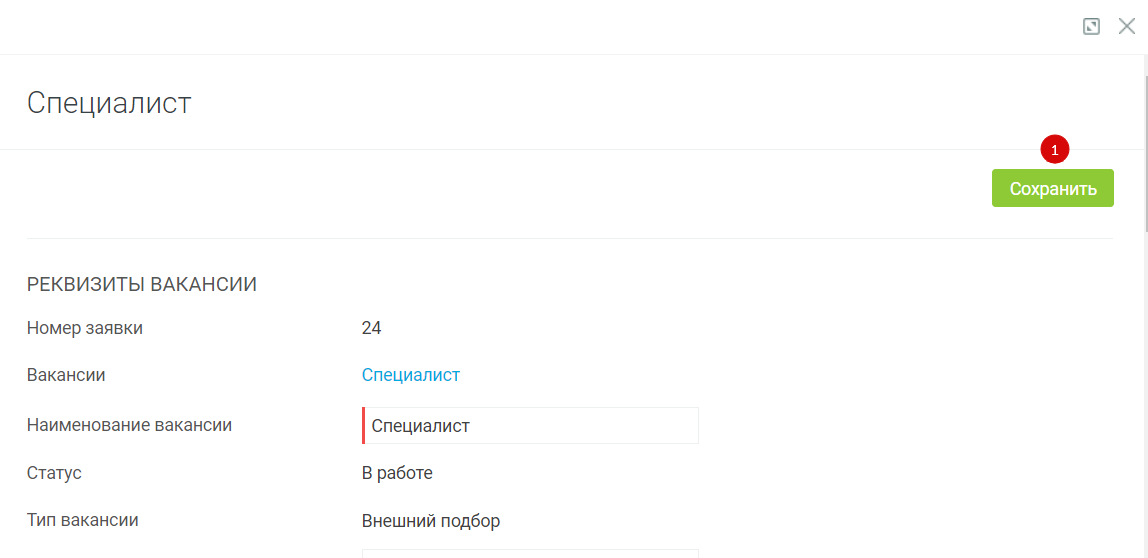 Специалист
1
Сохранить
РЕКВИЗИТЫ ВАКАНСИИ
Номер заявки 24
Вакансии Специалист
Наименование вакансии Специалист
Статус В работе
Тип вакансии Внешний подбор